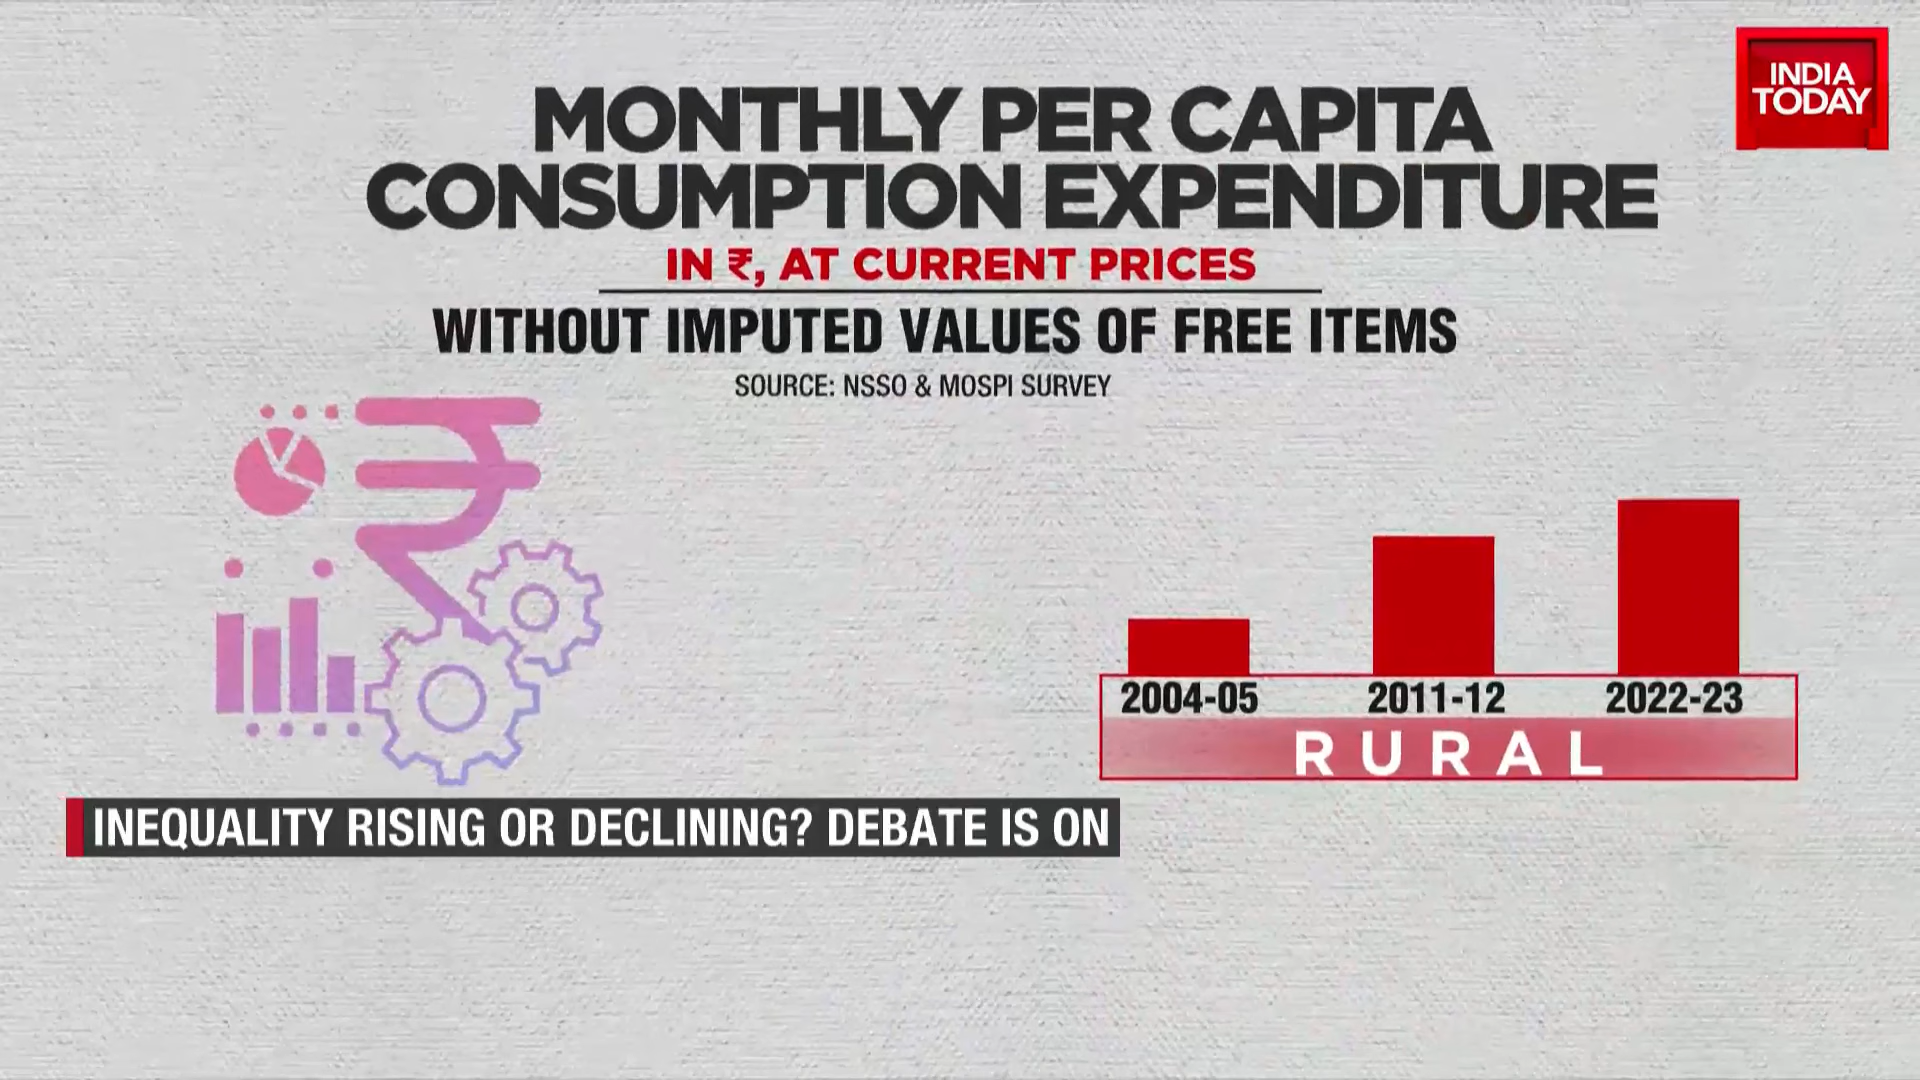 INDIA
TODAY
MONTHLY PER CAPITA
CONSUMPTION EXPENDITURE
IN ₹, AT CURRENT PRICES
WITHOUT IMPUTED VALUES OF FREE ITEMS
SOURCE: NSSO & MOSPI SURVEY
₹
2004-05 2011-12 2022-23
RURAL
INEQUALITY RISING OR DECLINING? DEBATE IS ON